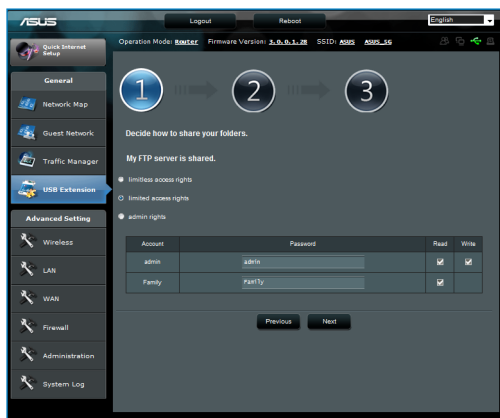 ASUS
Logout
Reboot
English
Quick Internet
Setup
Operation Mode: Router Firmware Version: 3.0.0.1.28 SSID: ASUS ASUS_5G
General
Network Map
Guest Network
Traffic Manager
USB Extension
Advanced Setting
Wireless
LAN
WAN
Firewall
Administration
System Log
1
2
3
Decide how to share your folders.
My FTP server is shared.
limitless access rights
limited access rights
admin rights
Account Password Read Write
admin admin
Family Family
Previous Next